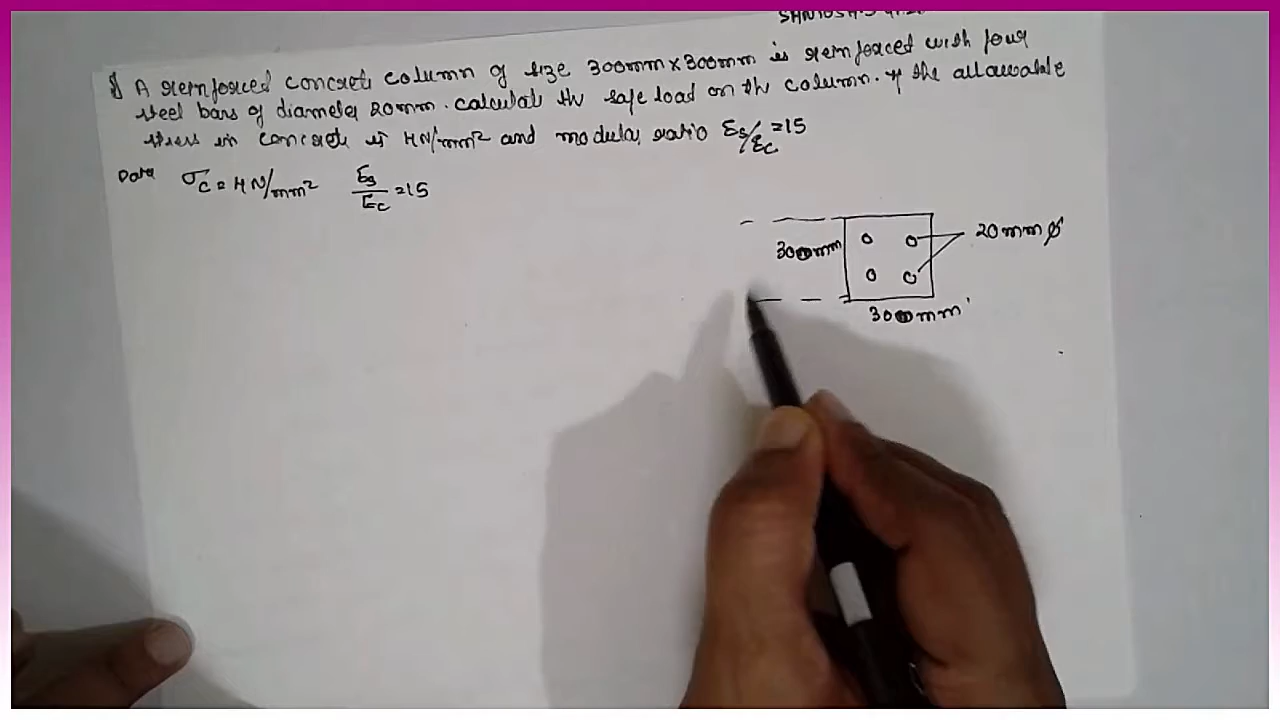 SANTOSH
A reinforced concrete column of size 300mm×300mm is reinforced with four
steel bars of diameter 20mm. calculate the safe load on the column. If the allowable
stress in concrete is 4N/mm² and modular ratio Es/Ec=15
Data σc = 4N/mm² Es/Ec = 15
300mm
20mm ϕ
300mm